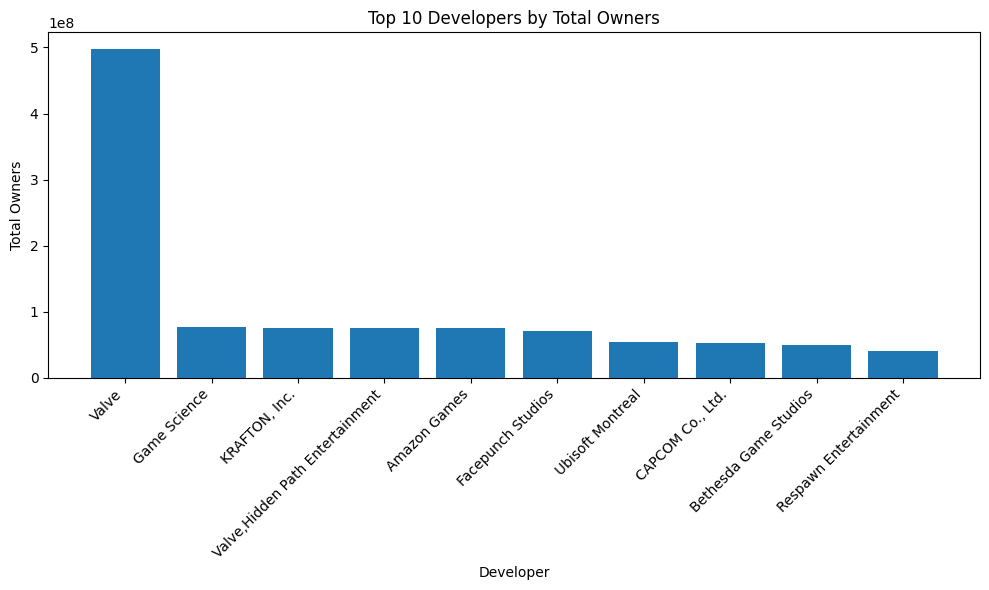 Top 10 Developers by Total Owners
1e8
5
4
3
2
1
0
Total Owners
Valve
Game Science
KRAFTON, Inc.
Valve,Hidden Path Entertainment
Amazon Games
Facepunch Studios
Ubisoft Montreal
CAPCOM Co., Ltd.
Bethesda Game Studios
Respawn Entertainment
Developer